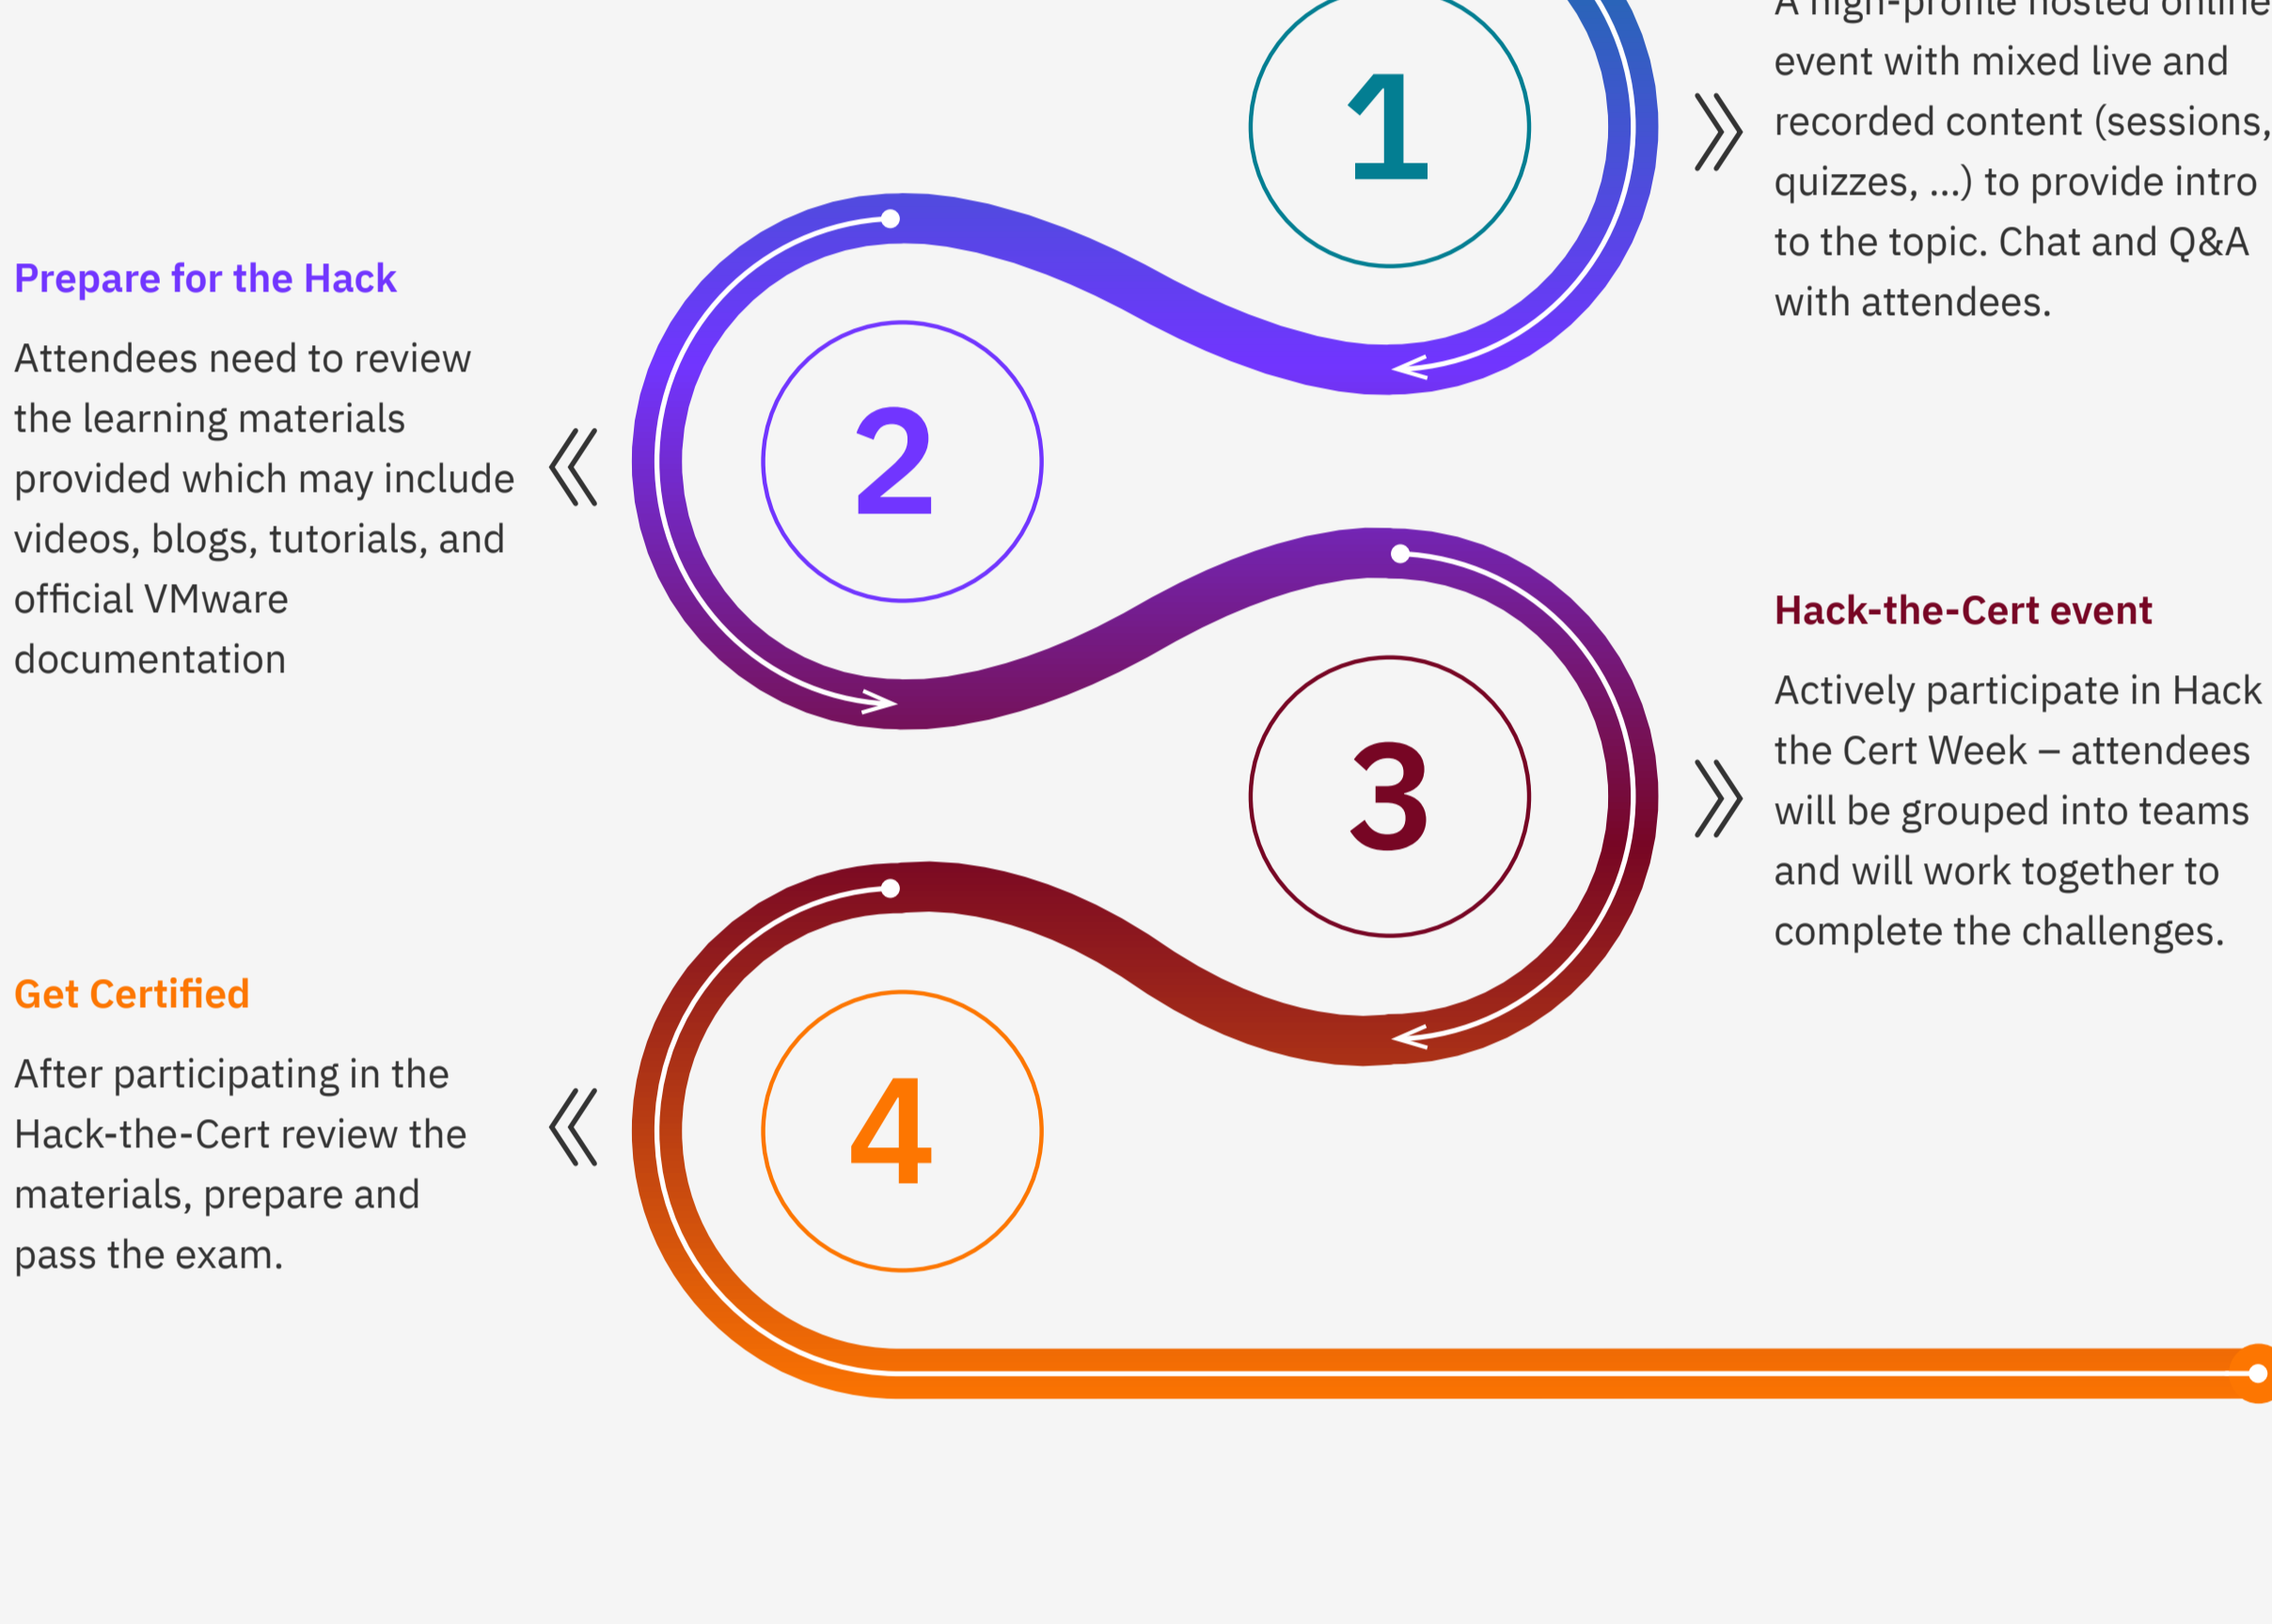 A high-profile hosted online
event with mixed live and
recorded content (sessions,
quizzes, ...) to provide intro
to the topic. Chat and Q&A
with attendees.
1
Prepare for the Hack
Attendees need to review
the learning materials
provided which may include
videos, blogs, tutorials, and
official VMware
documentation
2
Hack-the-Cert event
Actively participate in Hack
the Cert Week – attendees
will be grouped into teams
and will work together to
complete the challenges.
3
Get Certified
After participating in the
Hack-the-Cert review the
materials, prepare and
pass the exam.
4